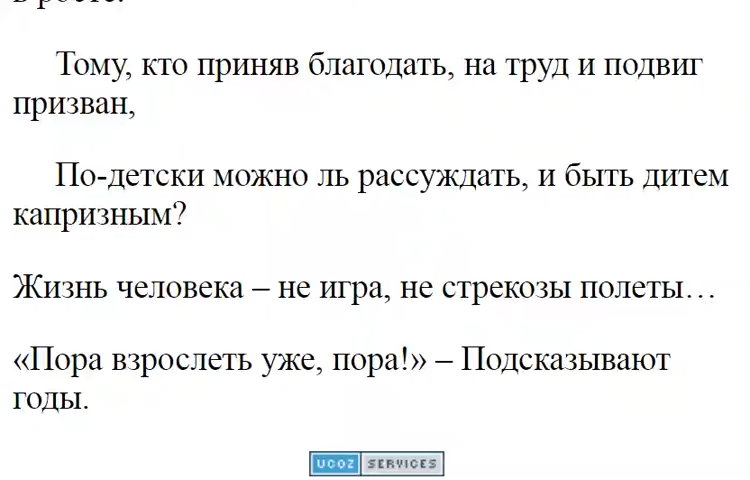 Тому, кто приняв благодать, на труд и подвиг
призван,
По-детски можно ль рассуждать, и быть дитем
капризным?
Жизнь человека – не игра, не стрекозы полеты…
«Пора взрослеть уже, пора!» – Подсказывают
годы.
UCOZ SERVICES